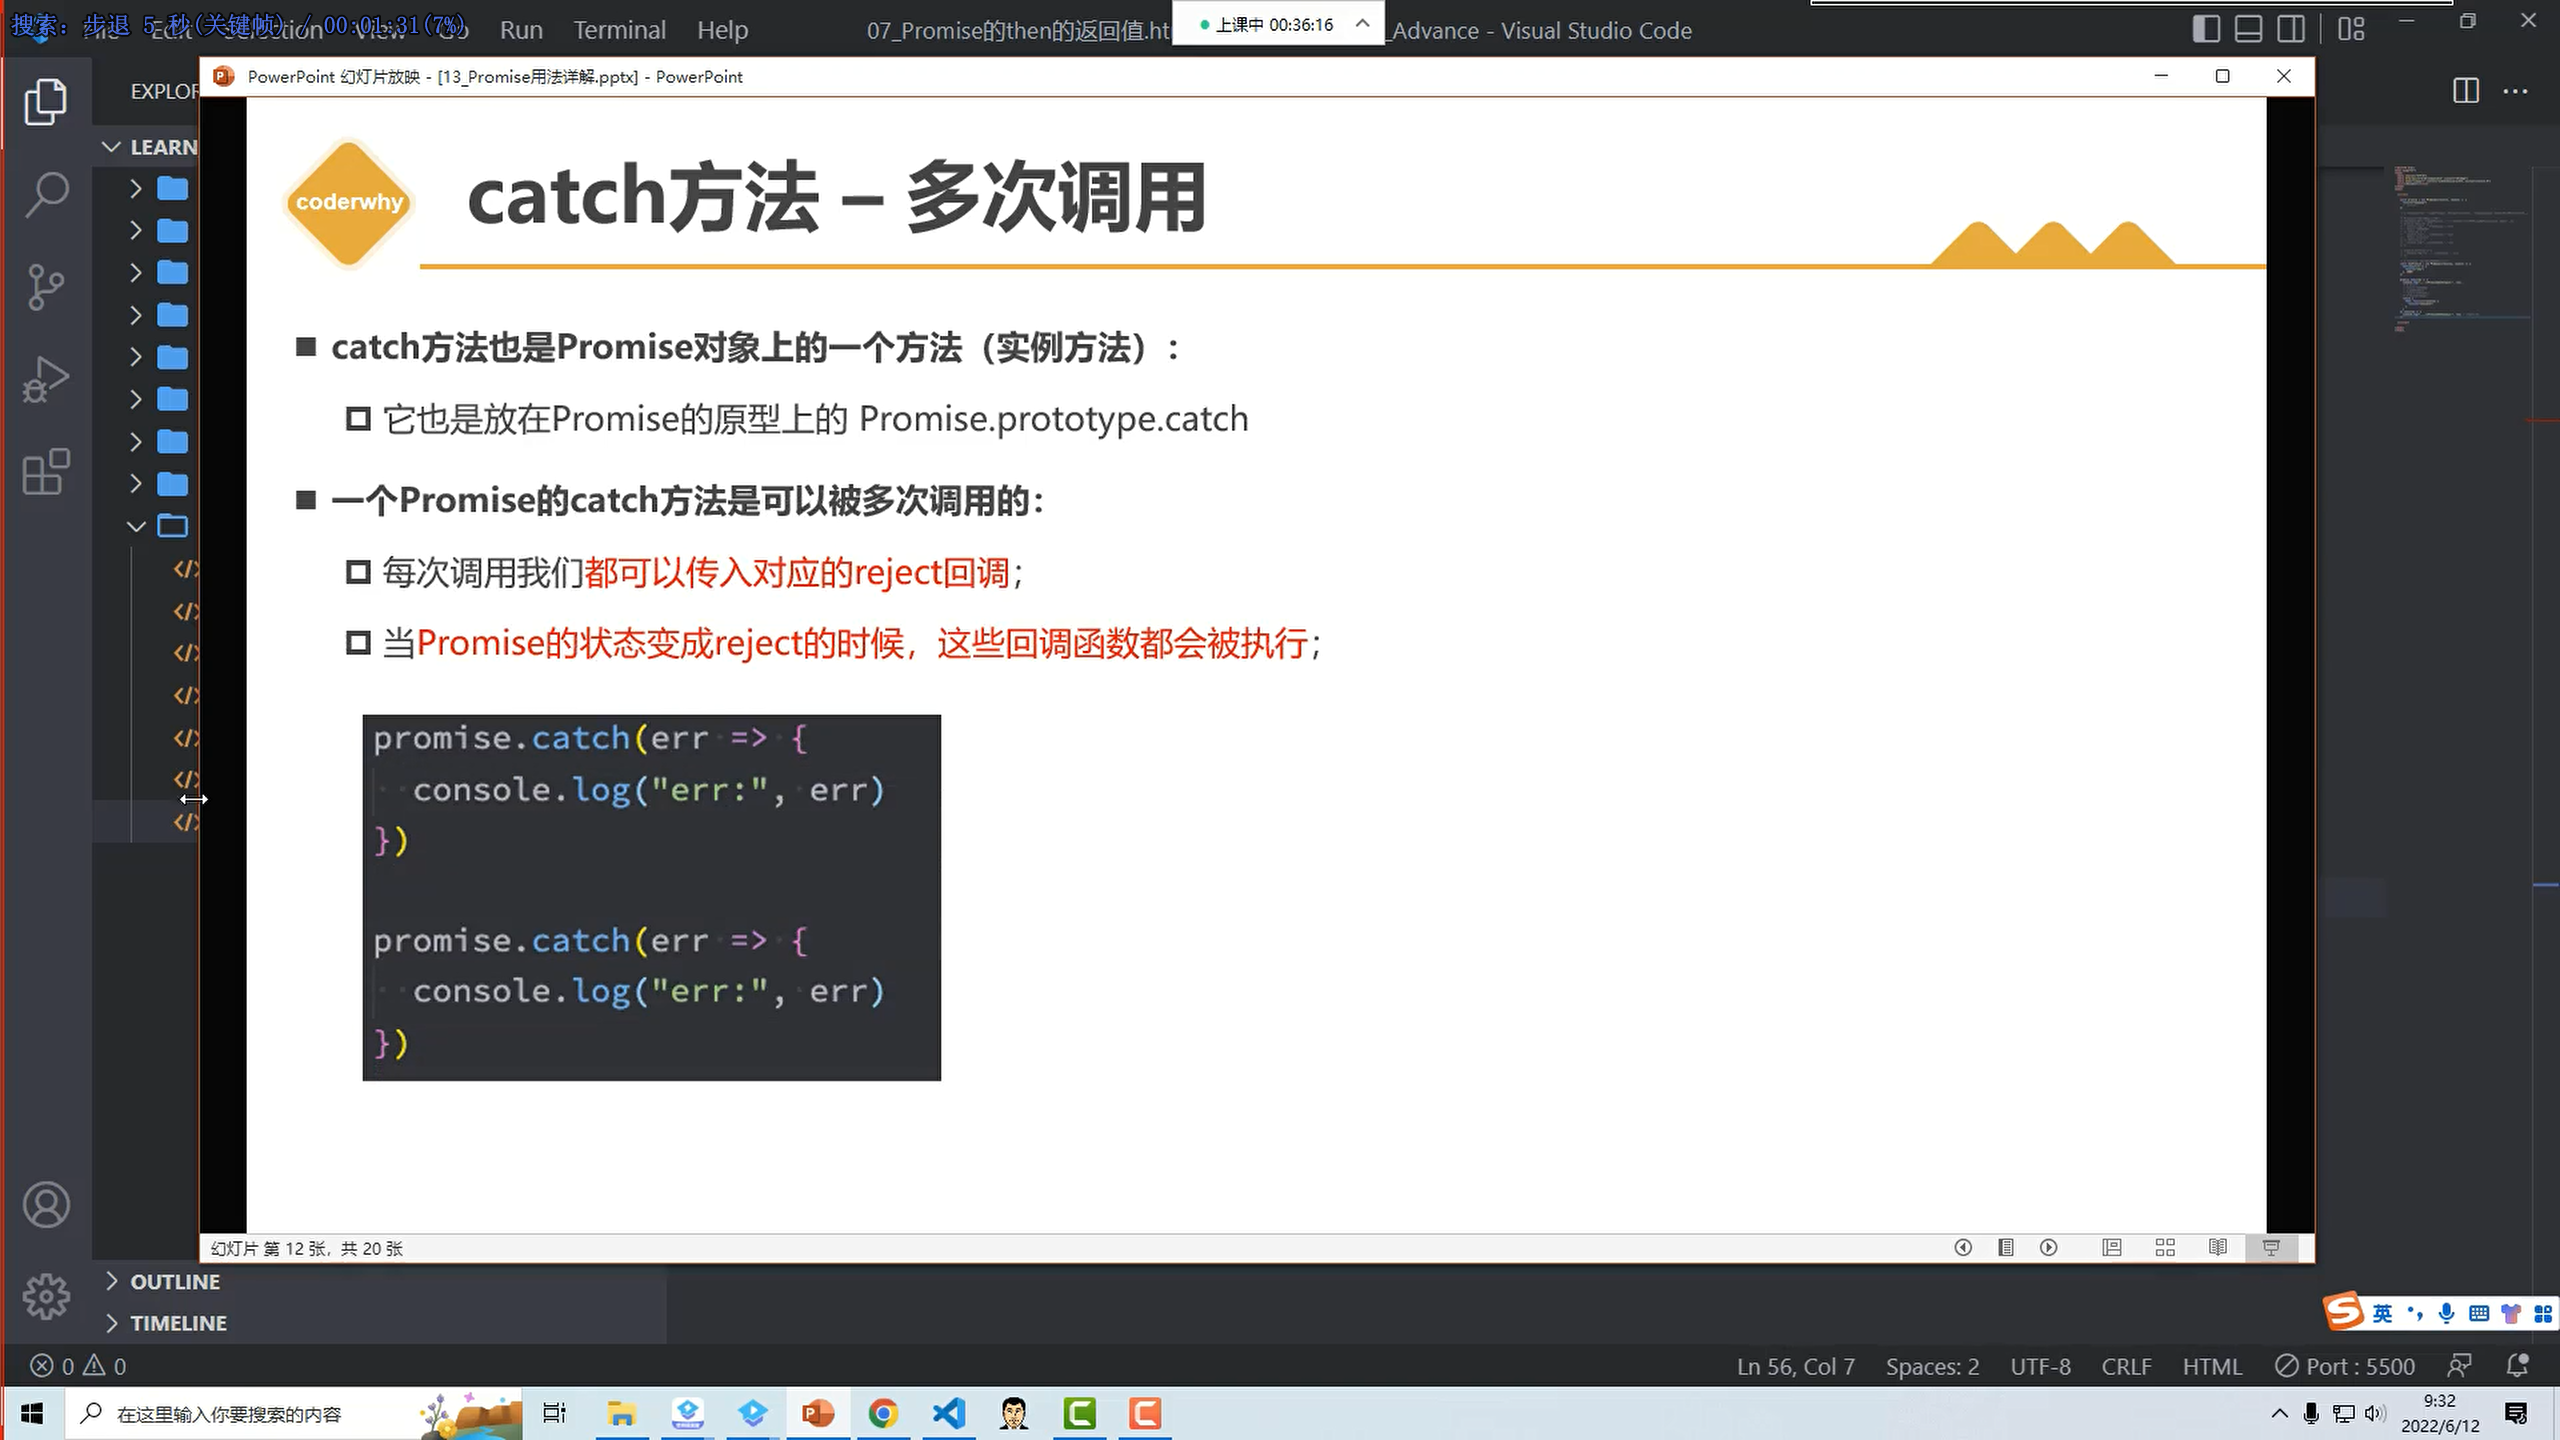 搜索: 步退 5 秒(关键帧) / 00:01:31(7%)
Run Terminal Help
07_Promise的then的返回值.ht
上课中 00:36:16
_Advance - Visual Studio Code
EXPLOR
PowerPoint 幻灯片放映 - [13_Promise用法详解.pptx] - PowerPoint
LEARN
coderwhy
catch方法 – 多次调用
catch方法也是Promise对象上的一个方法（实例方法）：
它也是放在Promise的原型上的 Promise.prototype.catch
一个Promise的catch方法是可以被多次调用的：
每次调用我们都可以传入对应的reject回调；
当Promise的状态变成reject的时候，这些回调函数都会被执行；
promise.catch(err => {
console.log("err:", err)
})
promise.catch(err => {
console.log("err:", err)
})
幻灯片 第 12 张，共 20 张
OUTLINE
TIMELINE
英
0 0
Ln 56, Col 7 Spaces: 2 UTF-8 CRLF HTML Port : 5500
在这里输入你要搜索的内容
9:32
2022/6/12